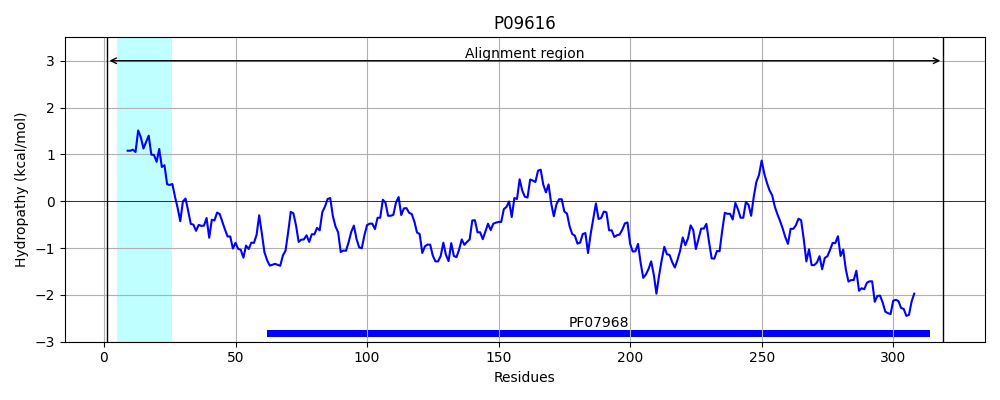 P09616
Alignment region
3
2
1
0
−1
−2
−3
Hydropathy (kcal/mol)
PF07968
0 50 100 150 200 250 300
Residues